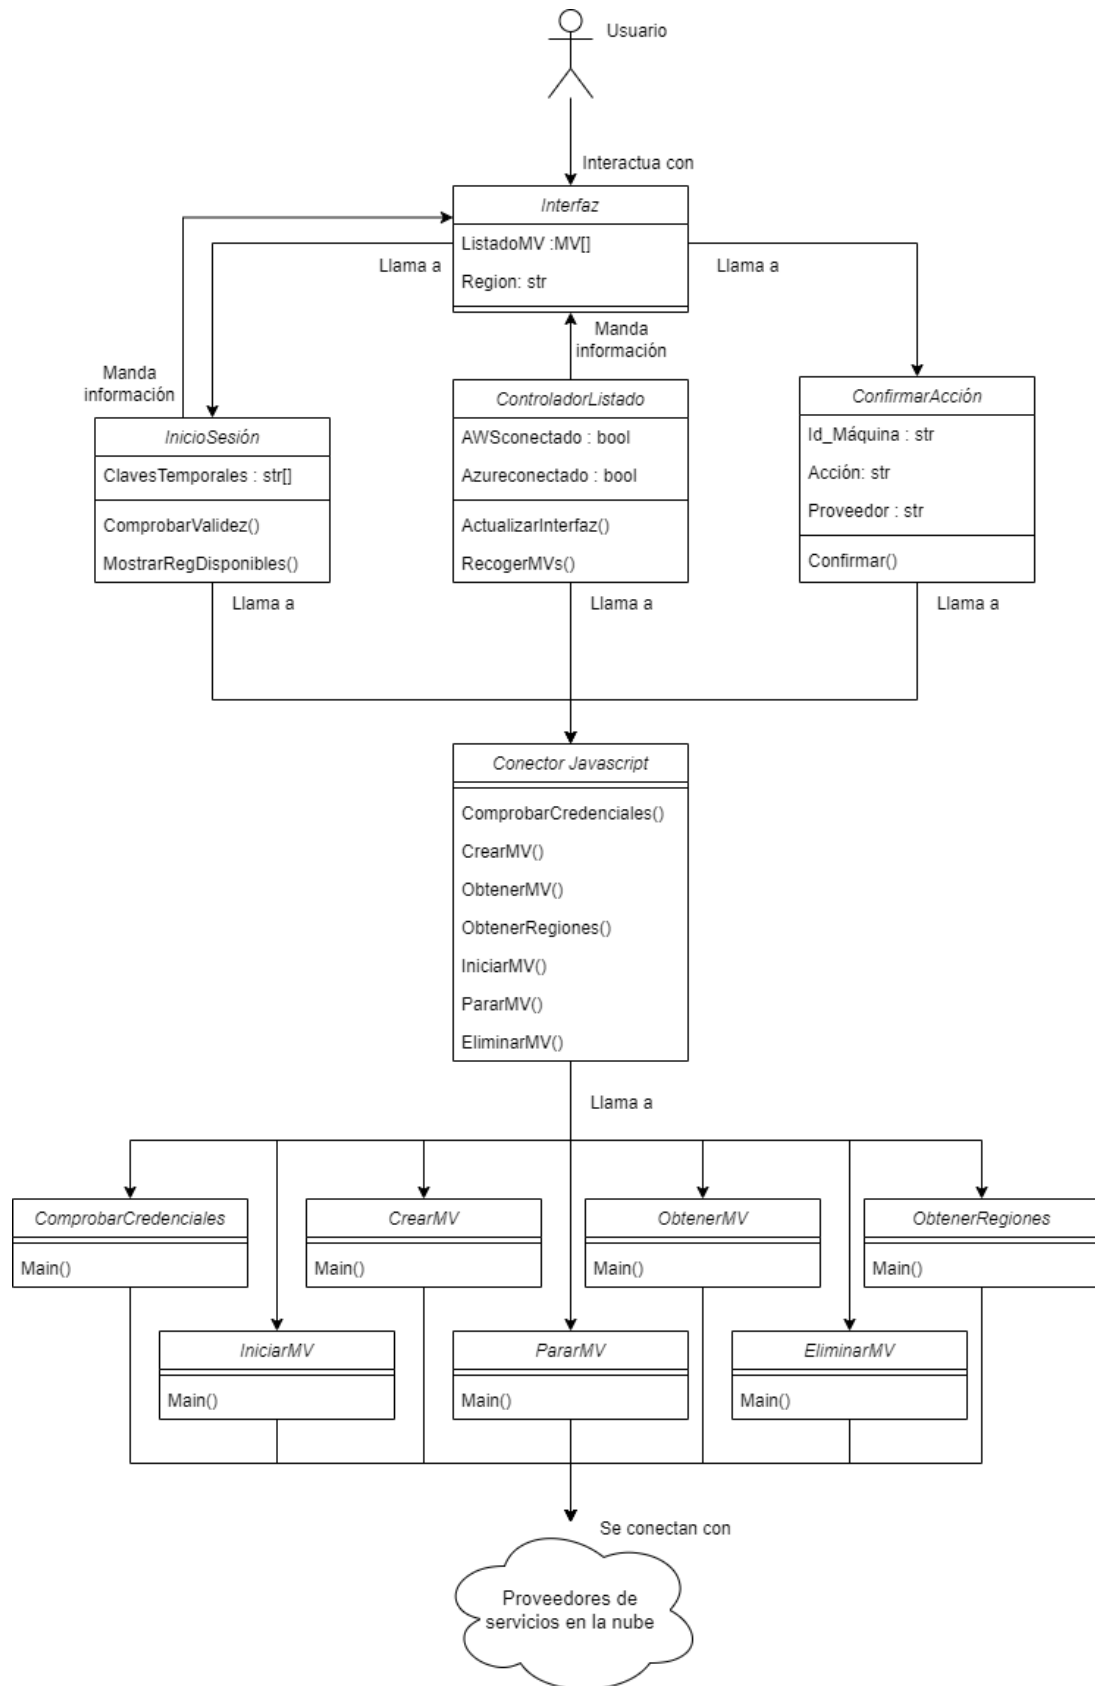 Usuario
Interactua con
Interfaz
ListadoMV :MV[]
Region: str
Llama a
Llama a
Manda
información
Manda
información
InicioSesión
ClavesTemporales : str[]
ComprobarValidez()
MostrarRegDisponibles()
ControladorListado
AWSconectado : bool
Azureconectado : bool
ActualizarInterfaz()
RecogerMVs()
ConfirmarAcción
Id_Máquina : str
Acción: str
Proveedor : str
Confirmar()
Llama a
Llama a
Llama a
Conector Javascript
ComprobarCredenciales()
CrearMV()
ObtenerMV()
ObtenerRegiones()
IniciarMV()
PararMV()
EliminarMV()
Llama a
ComprobarCredenciales
Main()
CrearMV
Main()
ObtenerMV
Main()
ObtenerRegiones
Main()
IniciarMV
Main()
PararMV
Main()
EliminarMV
Main()
Se conectan con
Proveedores de
servicios en la nube